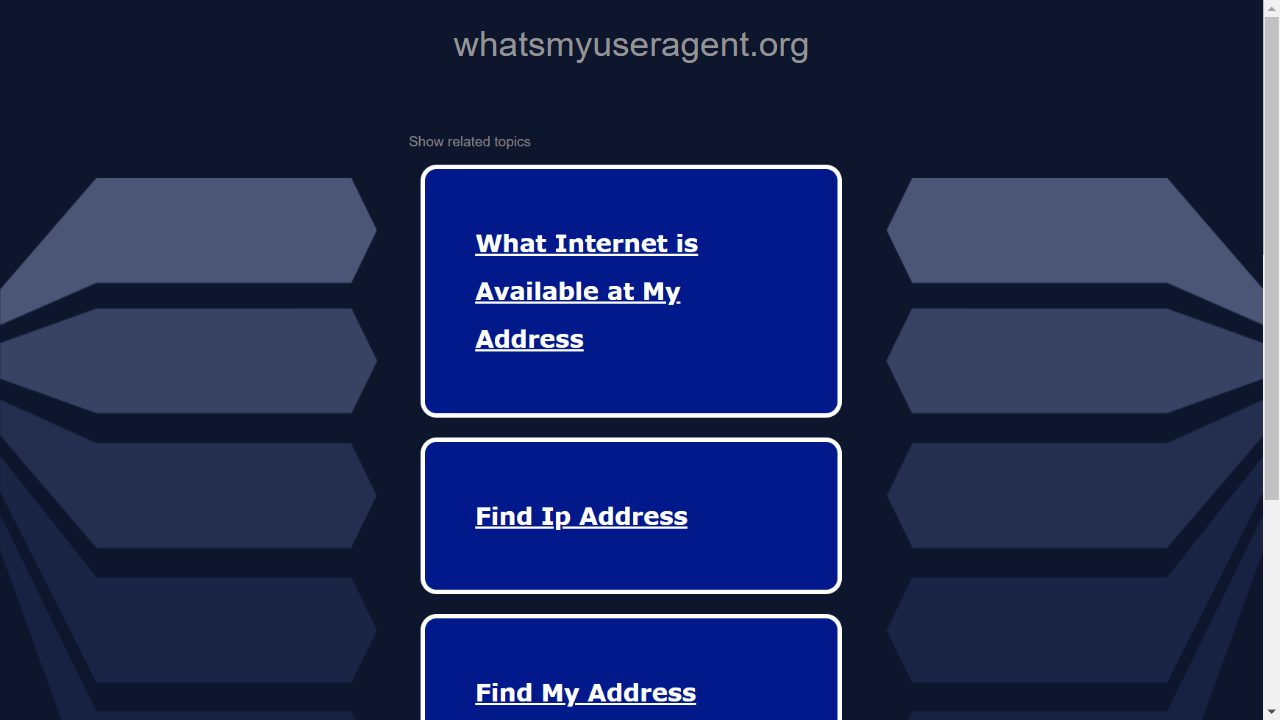 whatsmyuseragent.org
Show related topics
What Internet is
Available at My
Address
Find Ip Address
Find My Address